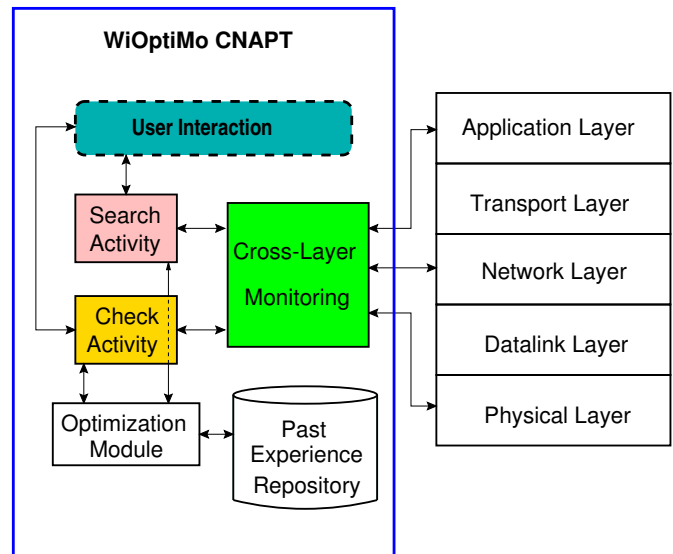 WiOptiMo CNAPT
User Interaction
Search
Activity
Cross-Layer
Monitoring
Check
Activity
Optimization
Module
Past
Experience
Repository
Application Layer
Transport Layer
Network Layer
Datalink Layer
Physical Layer